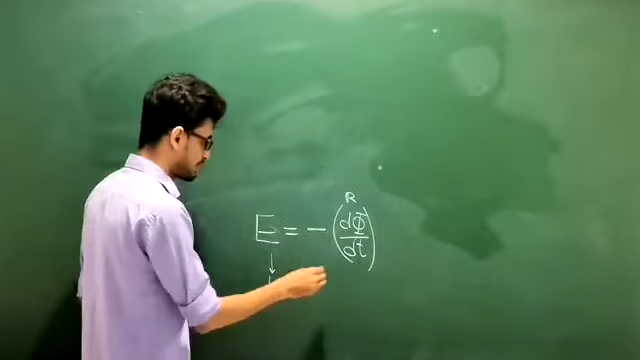 R
E = - (dΦ/dt)
↓